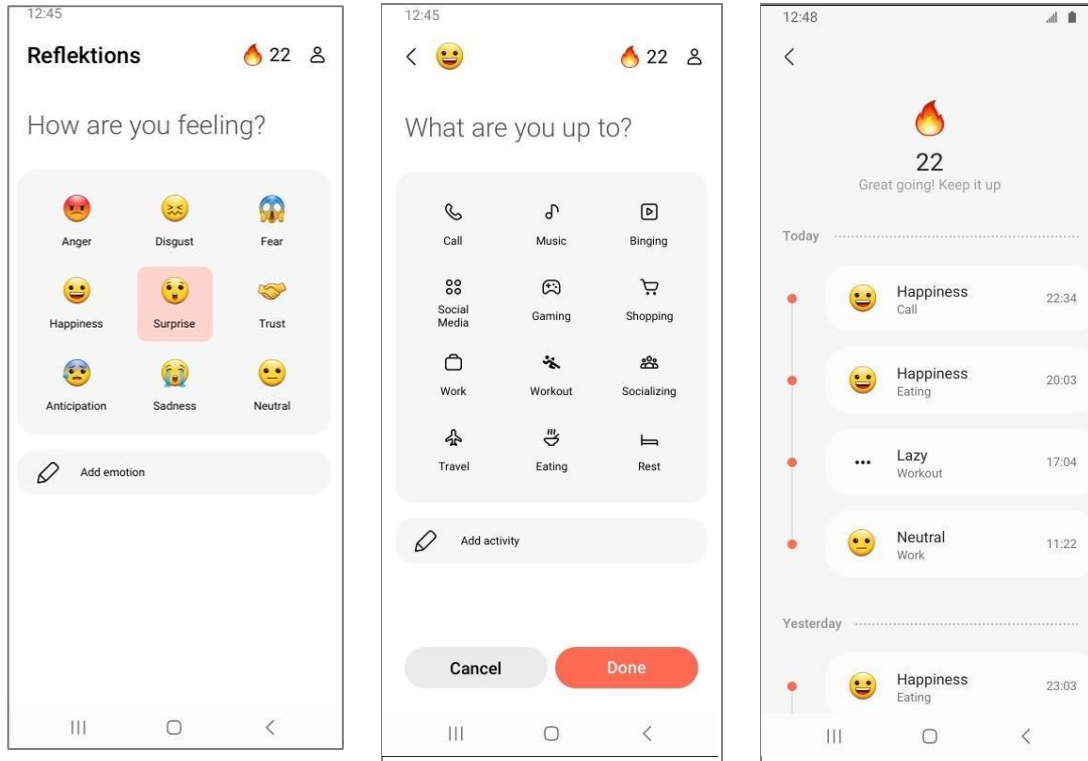 12:45
Reflektions
22
How are you feeling?
Anger Disgust Fear
Happiness Surprise Trust
Anticipation Sadness Neutral
Add emotion
12:45
22
What are you up to?
Call Music Binging
Social
Media Gaming Shopping
Work Workout Socializing
Travel Eating Rest
Add activity
Cancel Done
12:48
22
Great going! Keep it up
Today
Happiness
Call 22:34
Happiness
Eating 20:03
Lazy
Workout 17:04
Neutral
Work 11:22
Yesterday
Happiness
Eating 23:03